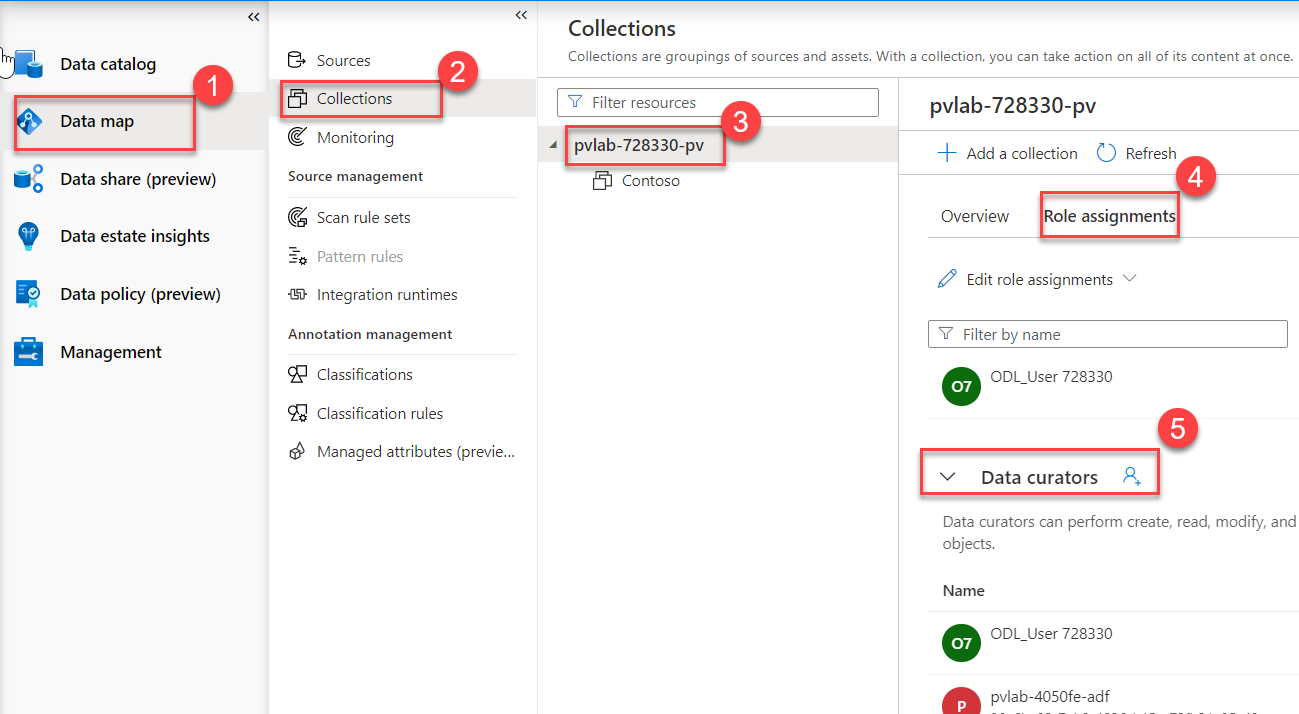 «
Data catalog
1
Data map
Data share (preview)
Data estate insights
Data policy (preview)
Management
«
Sources
2
Collections
Monitoring
Source management
Scan rule sets
Pattern rules
Integration runtimes
Annotation management
Classifications
Classification rules
Managed attributes (previe...
Collections
Collections are groupings of sources and assets. With a collection, you can take action on all of its content at once.
Filter resources
3
pvlab-728330-pv
Contoso
pvlab-728330-pv
Add a collection
Refresh
4
Overview
Role assignments
Edit role assignments
Filter by name
O7
ODL_User 728330
5
Data curators
Data curators can perform create, read, modify, and
objects.
Name
O7
ODL_User 728330
P
pvlab-4050fe-adf